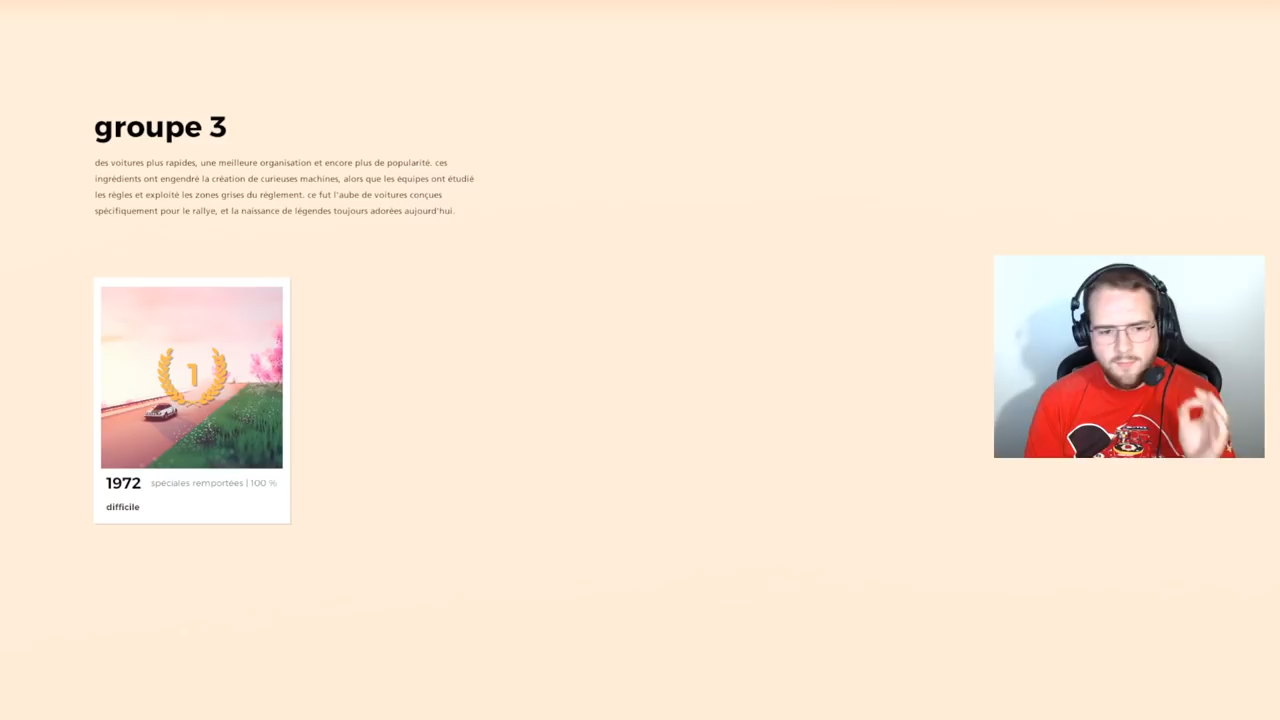 groupe 3
des voitures plus rapides, une meilleure organisation et encore plus de popularité. ces
ingrédients ont engendré la création de curieuses machines, alors que les équipes ont étudié
les règles et exploité les zones grises du règlement. ce fut l'aube de voitures conçues
spécifiquement pour le rallye, et la naissance de légendes toujours adorées aujourd'hui.
1
1972 spéciales remportées | 100 %
difficile